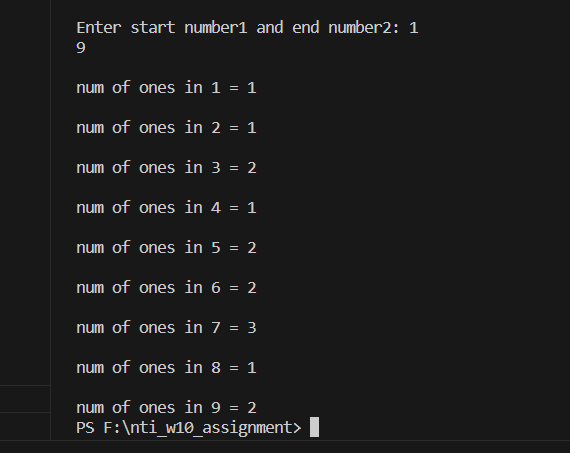 Enter start number1 and end number2: 1
9
num of ones in 1 = 1
num of ones in 2 = 1
num of ones in 3 = 2
num of ones in 4 = 1
num of ones in 5 = 2
num of ones in 6 = 2
num of ones in 7 = 3
num of ones in 8 = 1
num of ones in 9 = 2
PS F:\nti_w10_assignment>